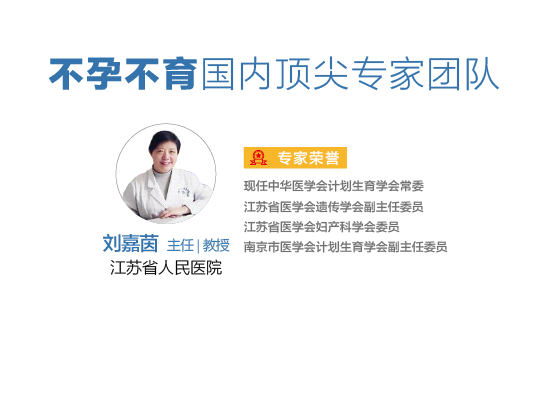 不孕不育国内顶尖专家团队
专家荣誉
现任中华医学会计划生育学会常委
江苏省医学会遗传学会副主任委员
江苏省医学会妇产科学会委员
南京市医学会计划生育学会副主任委员
刘嘉茵 主任|教授
江苏省人民医院